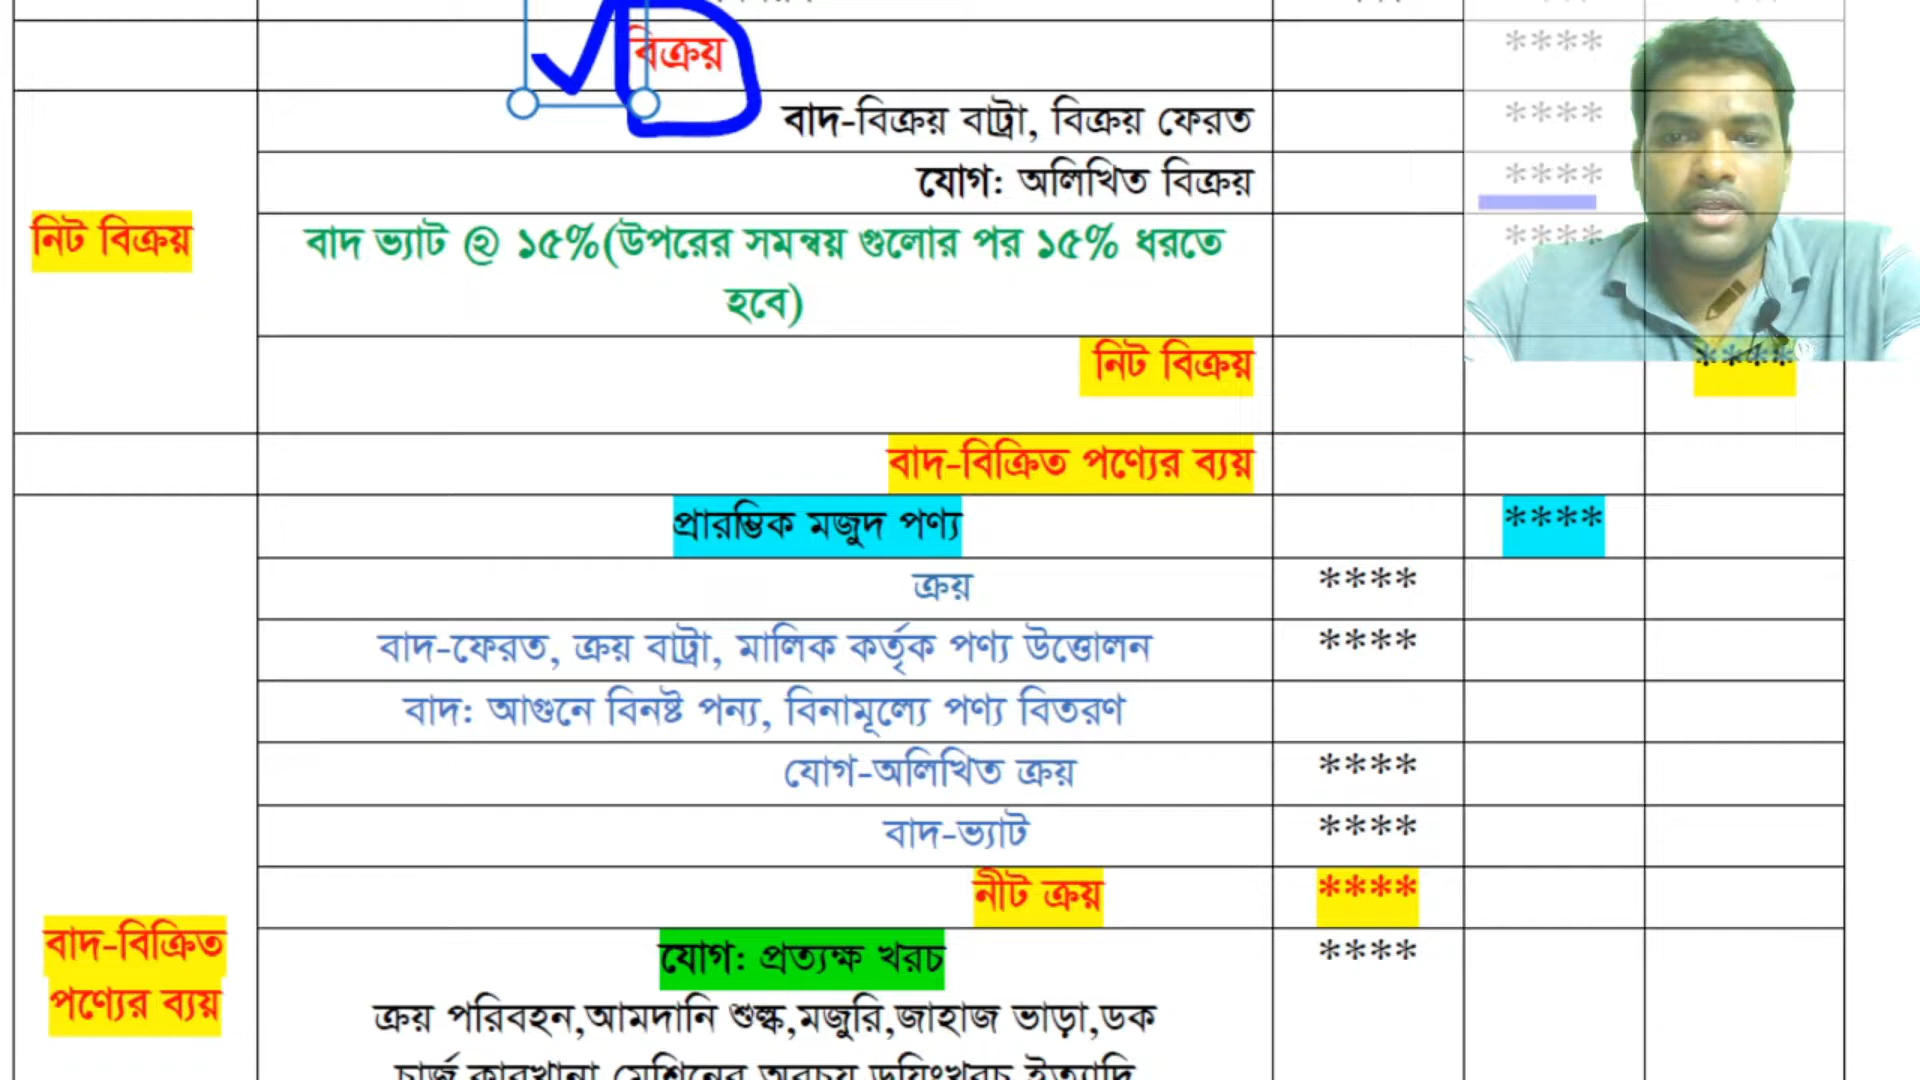 বিক্রয় ****
বাদ-বিক্রয় বাট্টা, বিক্রয় ফেরত ****
যোগ: অলিখিত বিক্রয় ****
নিট বিক্রয়
বাদ ভ্যাট @ ১৫%(উপরের সমন্বয় গুলোর পর ১৫% ধরতে ****
হবে)
নিট বিক্রয় ****
বাদ-বিক্রিত পণ্যের ব্যয়
প্রারম্ভিক মজুদ পণ্য ****
ক্রয় ****
বাদ-ফেরত, ক্রয় বাট্টা, মালিক কর্তৃক পণ্য উত্তোলন ****
বাদ: আগুনে বিনষ্ট পন্য, বিনামূল্যে পণ্য বিতরণ
যোগ-অলিখিত ক্রয় ****
বাদ-ভ্যাট ****
নীট ক্রয় ****
বাদ-বিক্রিত
পণ্যের ব্যয়
যোগ: প্রত্যক্ষ খরচ ****
ক্রয় পরিবহন,আমদানি শুল্ক,মজুরি,জাহাজ ভাড়া,ডক